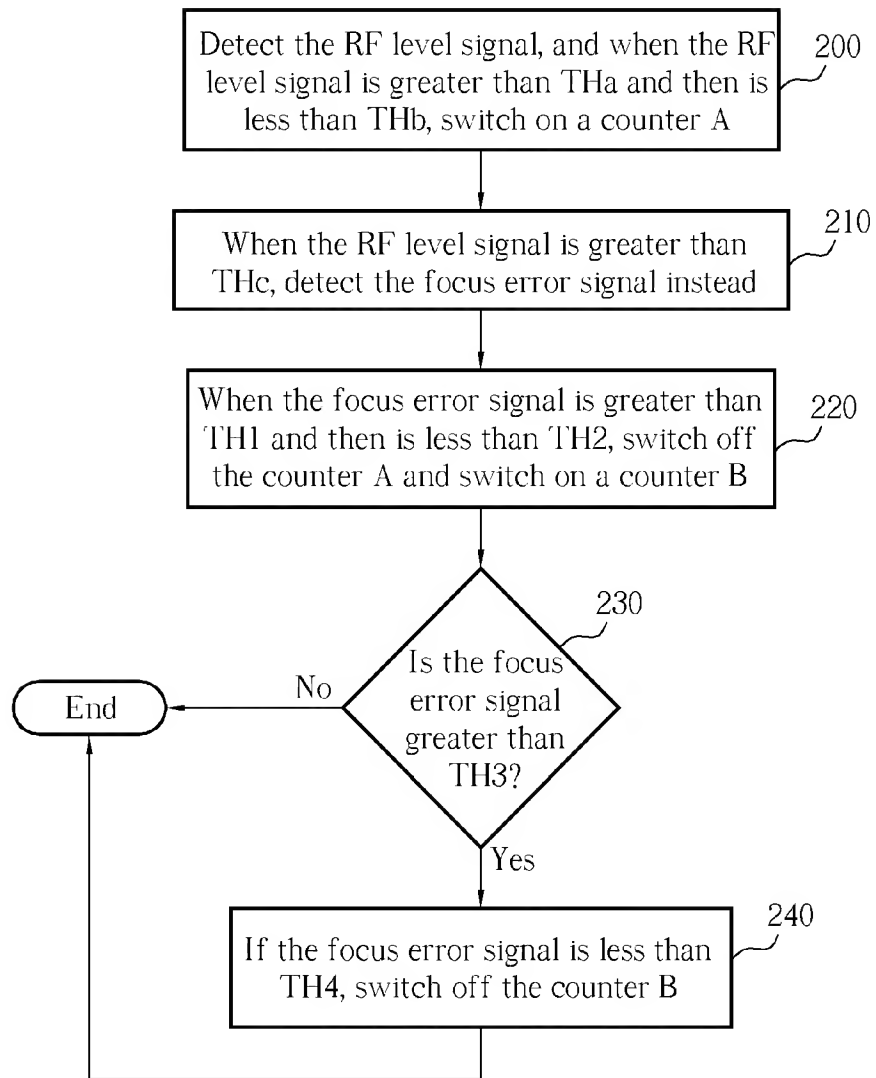 Detect the RF level signal, and when the RF
level signal is greater than THa and then is
less than THb, switch on a counter A
200
When the RF level signal is greater than
THc, detect the focus error signal instead
210
When the focus error signal is greater than
TH1 and then is less than TH2, switch off
the counter A and switch on a counter B
220
230
Is the focus
error signal
greater than
TH3?
No
End
Yes
If the focus error signal is less than
TH4, switch off the counter B
240